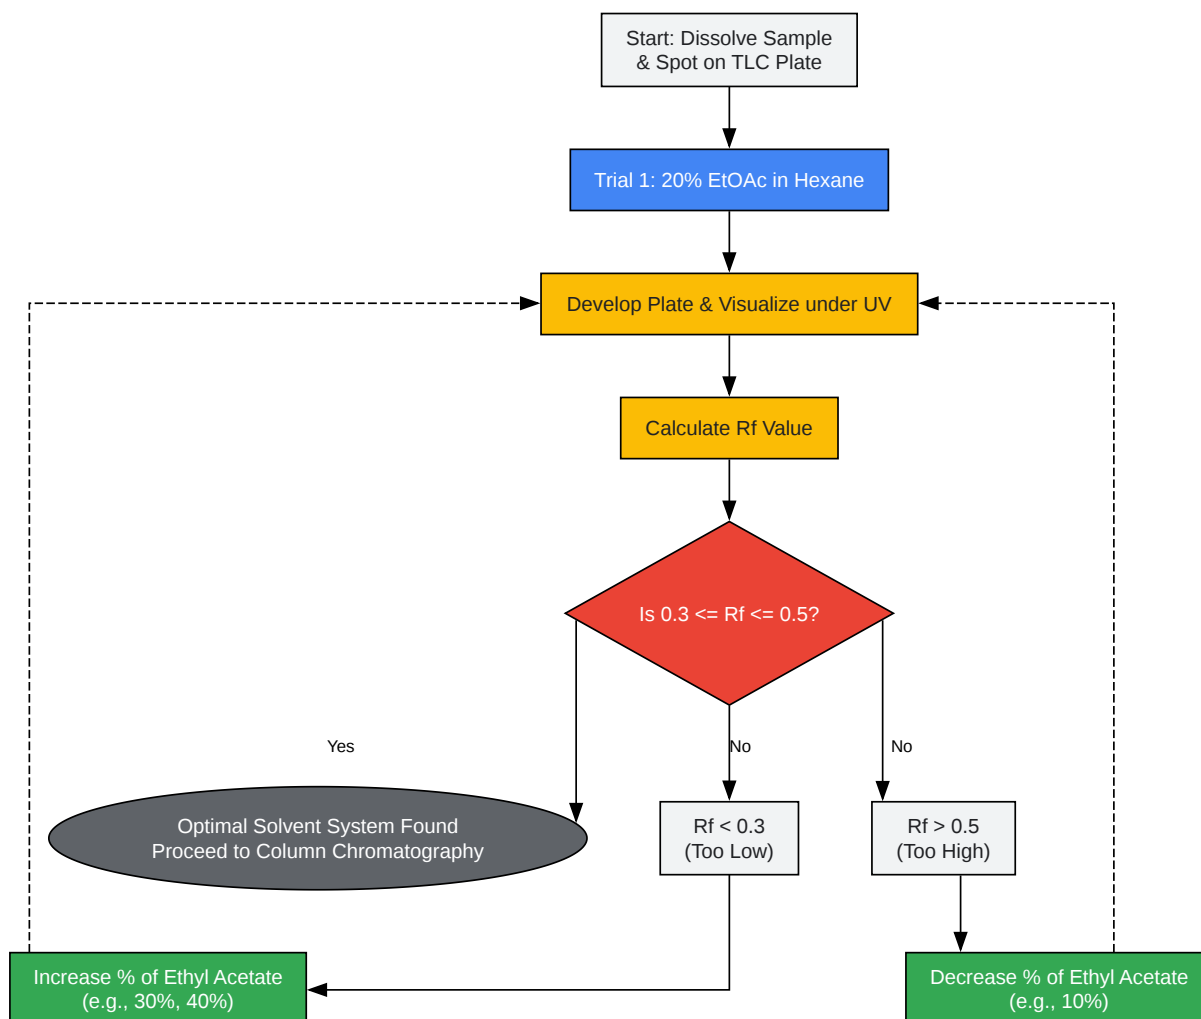 Start: Dissolve Sample
& Spot on TLC Plate
Trial 1: 20% EtOAc in Hexane
Develop Plate & Visualize under UV
Calculate Rf Value
Is 0.3 <= Rf <= 0.5?
Yes
No
No
Optimal Solvent System Found
Proceed to Column Chromatography
Rf < 0.3
(Too Low)
Rf > 0.5
(Too High)
Increase % of Ethyl Acetate
(e.g., 30%, 40%)
Decrease % of Ethyl Acetate
(e.g., 10%)